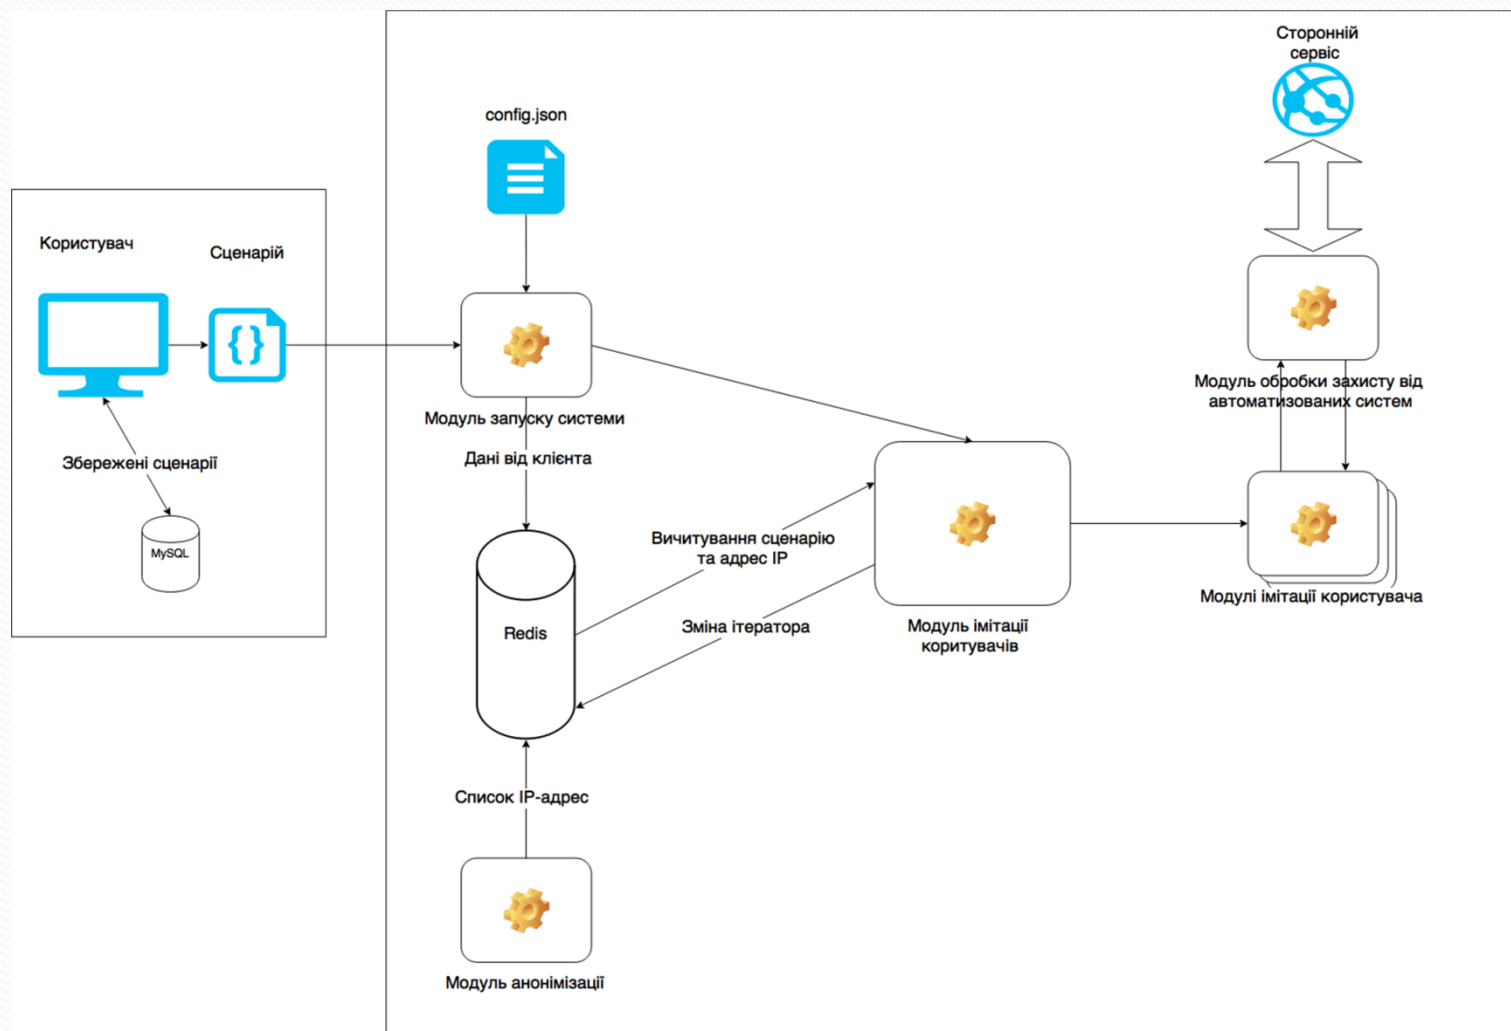 Сторонній
сервіс
config.json
Користувач
Сценарій
Збережені сценарії
MySQL
Модуль запуску системи
Дані від клієнта
Redis
Вичитування сценарію
та адрес IP
Зміна ітератора
Список IP-адрес
Модуль анонімізації
Модуль імітації
коритувачів
Модуль обробки захисту від
автоматизованих систем
Модулі імітації користувача